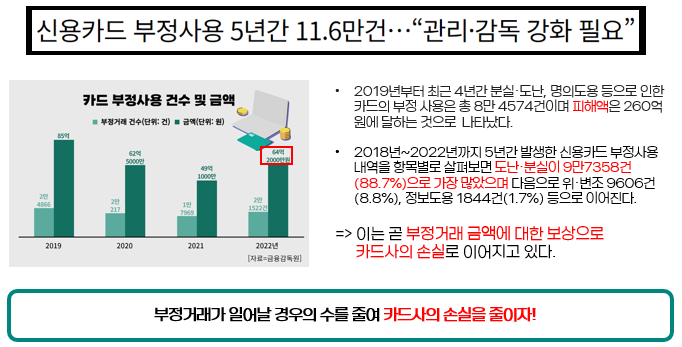 신용카드 부정사용 5년간 11.6만건…“관리·감독 강화 필요”
카드 부정사용 건수 및 금액
부정거래 건수(단위: 건) 금액(단위: 원)
85억
2만
4866
62억
5000만
2만
217
49억
1000만
1만
7969
64억
2000만원
2만
1522건
2019 2020 2021 2022년
[자료=금융감독원]
• 2019년부터 최근 4년간 분실·도난, 명의도용 등으로 인한
카드의 부정 사용은 총 8만 4574건이며 피해액은 260억
원에 달하는 것으로 나타났다.
• 2018년~2022년까지 5년간 발생한 신용카드 부정사용
내역을 항목별로 살펴보면 도난·분실이 9만7358건
(88.7%)으로 가장 많았으며 다음으로 위·변조 9606건
(8.8%), 정보도용 1844건(1.7%) 등으로 이어진다.
=> 이는 곧 부정거래 금액에 대한 보상으로
카드사의 손실로 이어지고 있다.
부정거래가 일어날 경우의 수를 줄여 카드사의 손실을 줄이자!